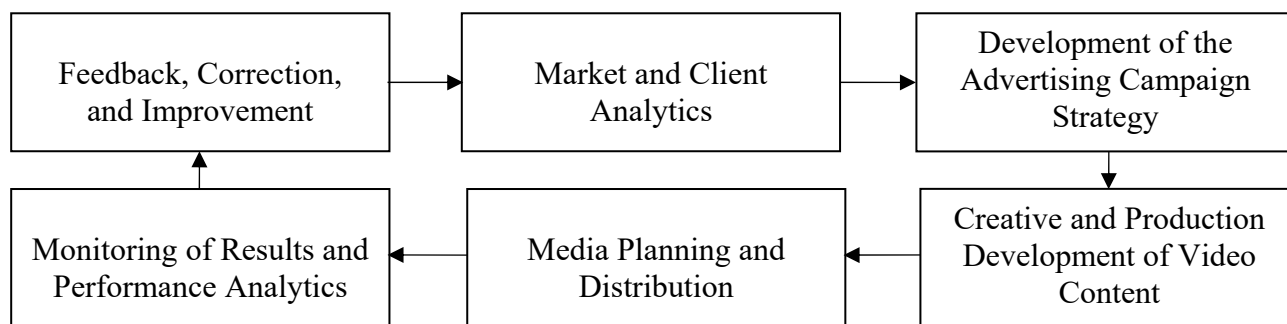 Feedback, Correction,
and Improvement
Market and Client
Analytics
Development of the
Advertising Campaign
Strategy
Monitoring of Results and
Performance Analytics
Media Planning and
Distribution
Creative and Production
Development of Video
Content